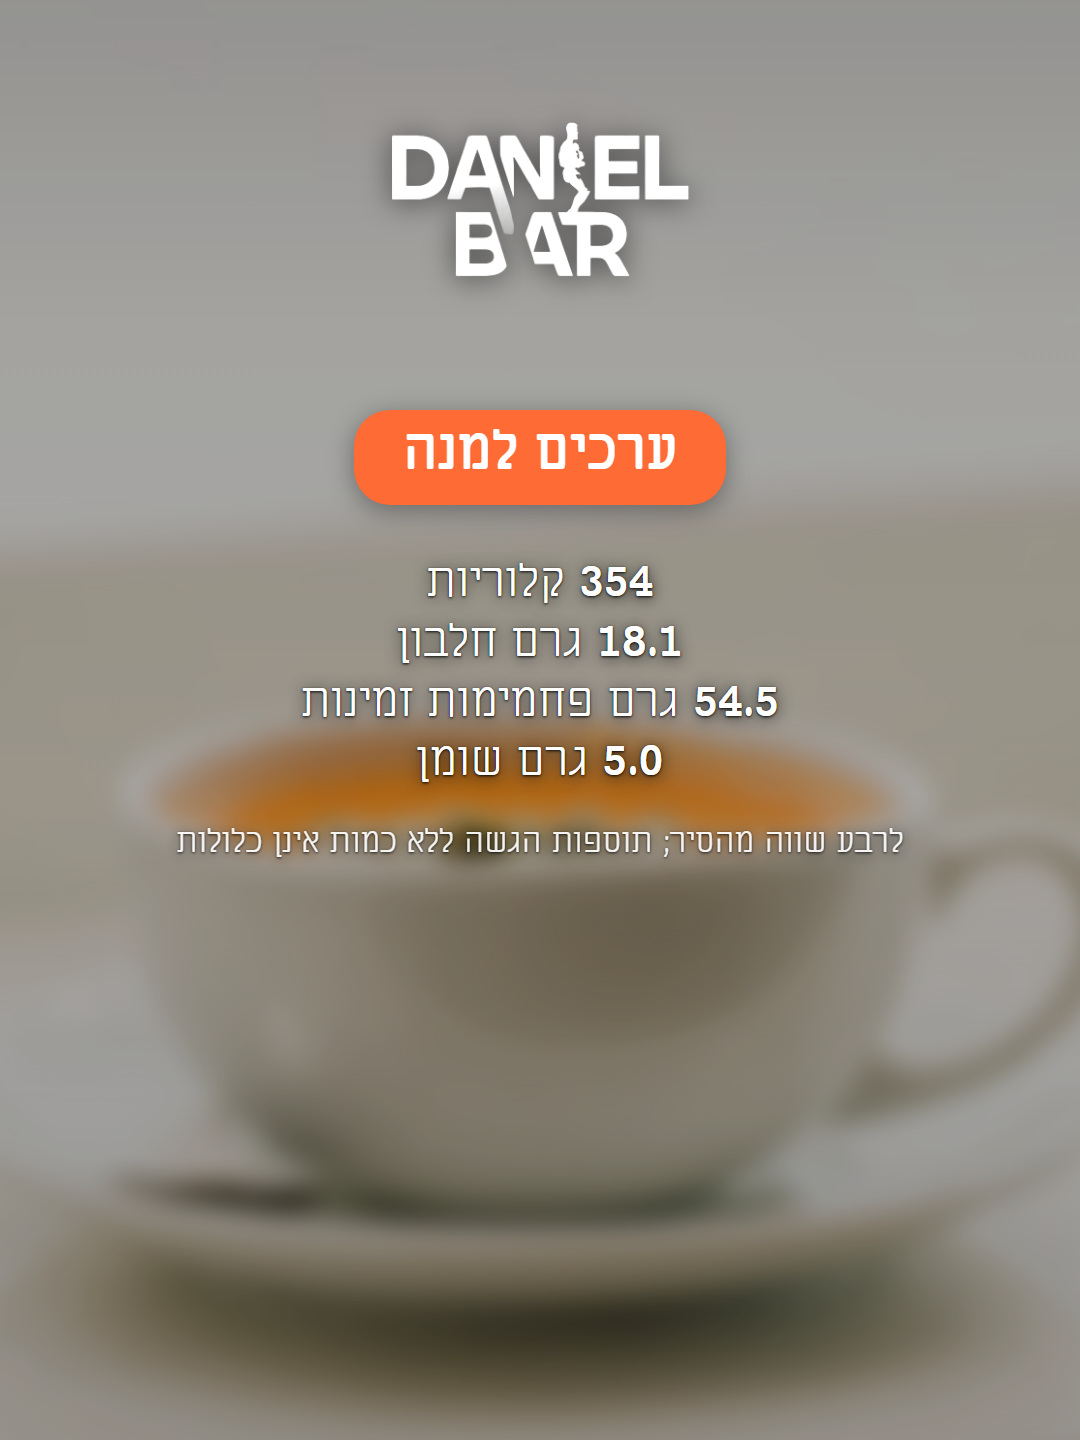 DANIEL
BAR
ערכים למנה
354 קלוריות
18.1 גרם חלבון
54.5 גרם פחמימות זמינות
5.0 גרם שומן
לרבע שווה מהסיר; תוספות הגשה ללא כמות אינן כלולות